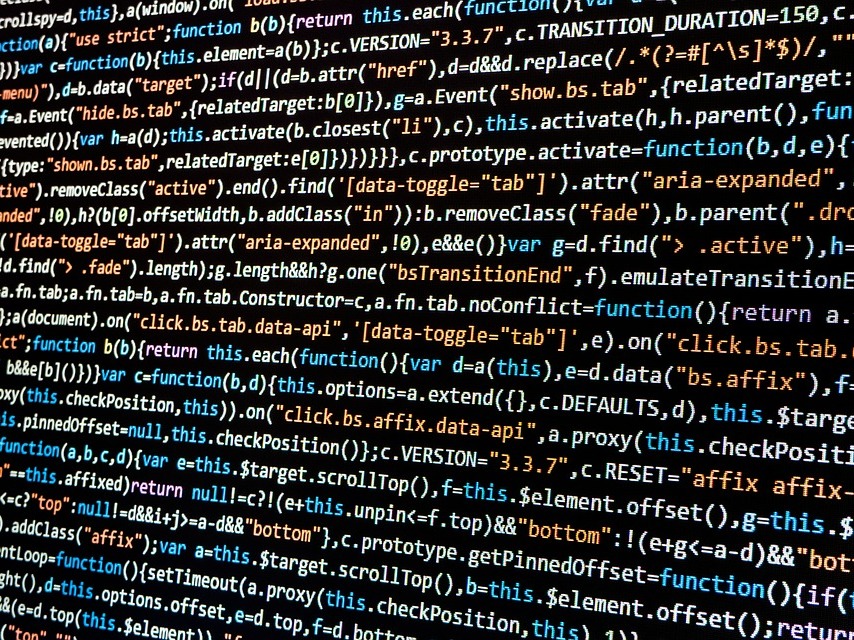 crollspy=d,this},a(window).on(
ction(a){"use strict";function b(b){return this.each(function(){var
})}var c=function(b){this.element=a(b)};c.VERSION="3.3.7",c.TRANSITION_DURATION=150,c.
-menu)"),d=b.data("target");if(d||(d=b.attr("href"),d=d&&d.replace(/.*(?=#[^\s]*$)/,""
f=a.Event("hide.bs.tab",{relatedTarget:b[0]}),g=a.Event("show.bs.tab",{relatedTarget:
evented()){var h=a(d);this.activate(b.closest("li"),c),this.activate(h,h.parent(),fun
{type:"shown.bs.tab",relatedTarget:e[0]})})}}},c.prototype.activate=function(b,d,e){
tive").removeClass("active").end().find('[data-toggle="tab"]').attr("aria-expanded",
nded",!0),h?(b[0].offsetWidth,b.addClass("in")):b.removeClass("fade"),b.parent(".dro
('[data-toggle="tab"]').attr("aria-expanded",!0),e&&e()}var g=d.find("> .active"),h=
!d.find("> .fade").length);g.length&&h?g.one("bsTransitionEnd",f).emulateTransitionE
=a.fn.tab;a.fn.tab=b,a.fn.tab.Constructor=c,a.fn.tab.noConflict=function(){return a.
};a(document).on("click.bs.tab.data-api",'[data-toggle="tab"]',e).on("click.bs.tab.
ict";function b(b){return this.each(function(){var d=a(this),e=d.data("bs.affix"),f=
b&&e[b]()})}var c=function(b,d){this.options=a.extend({},c.DEFAULTS,d),this.$targe
oxy(this.checkPosition,this)).on("click.bs.affix.data-api",a.proxy(this.checkPositi
is.pinnedOffset=null,this.checkPosition()};c.VERSION="3.3.7",c.RESET="affix affix-
function(a,b,c,d){var e=this.$target.scrollTop(),f=this.$element.offset(),g=this.$
"==this.affixed)return null!=c?!(e+this.unpin<=f.top)&&"bottom":!(e+g<=a-d)&&"bot
<=c?"top":null!=d&&i+j>=a-d&&"bottom"},c.prototype.getPinnedOffset=function(){if(
).addClass("affix");var a=this.$target.scrollTop(),b=this.$element.offset();return
entLoop=function(){setTimeout(a.proxy(this.checkPosition,this),1)}
ght(),d=this.options.offset,e=d.top,f=d.bottom
&(e=d.top(this.$element)),
("top",